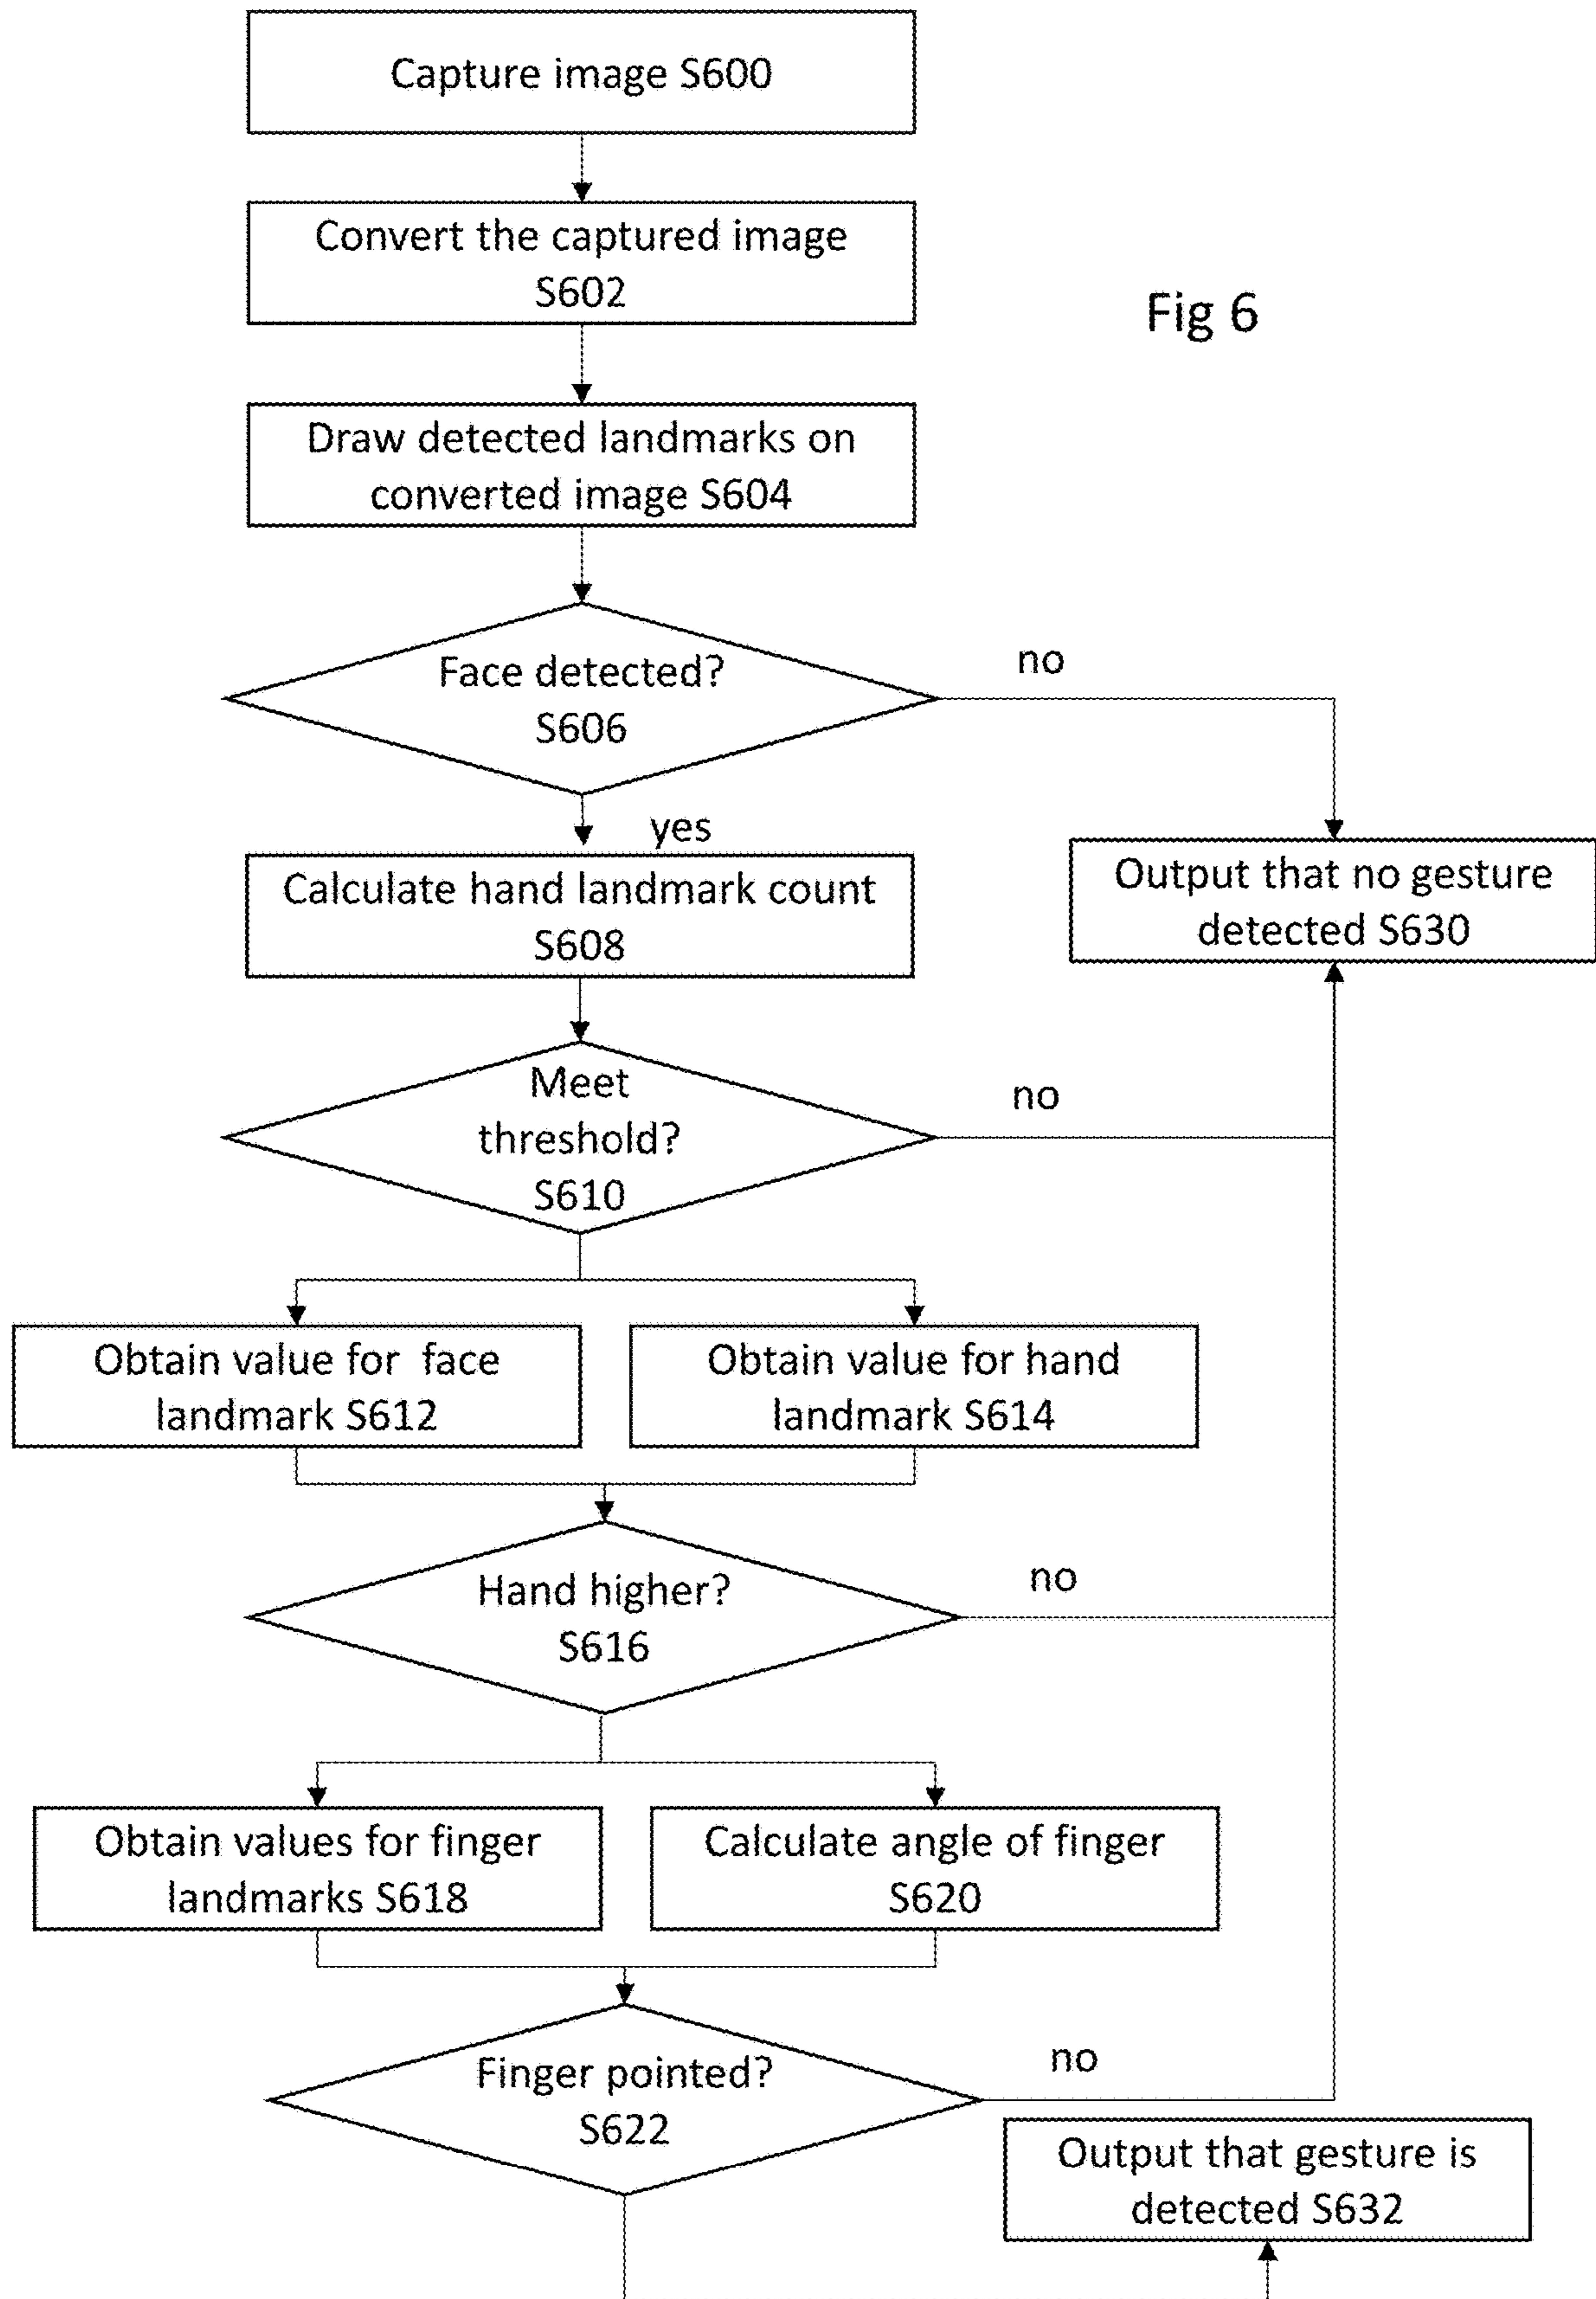 Capture image S600
Convert the captured image
S602
Fig 6
Draw detected landmarks on
converted image S604
Face detected?
S606
no
yes
Calculate hand landmark count
S608
Output that no gesture
detected S630
Meet
threshold?
S610
no
Obtain value for face
landmark S612
Obtain value for hand
landmark S614
Hand higher?
S616
no
Obtain values for finger
landmarks S618
Calculate angle of finger
S620
Finger pointed?
S622
no
Output that gesture is
detected S632